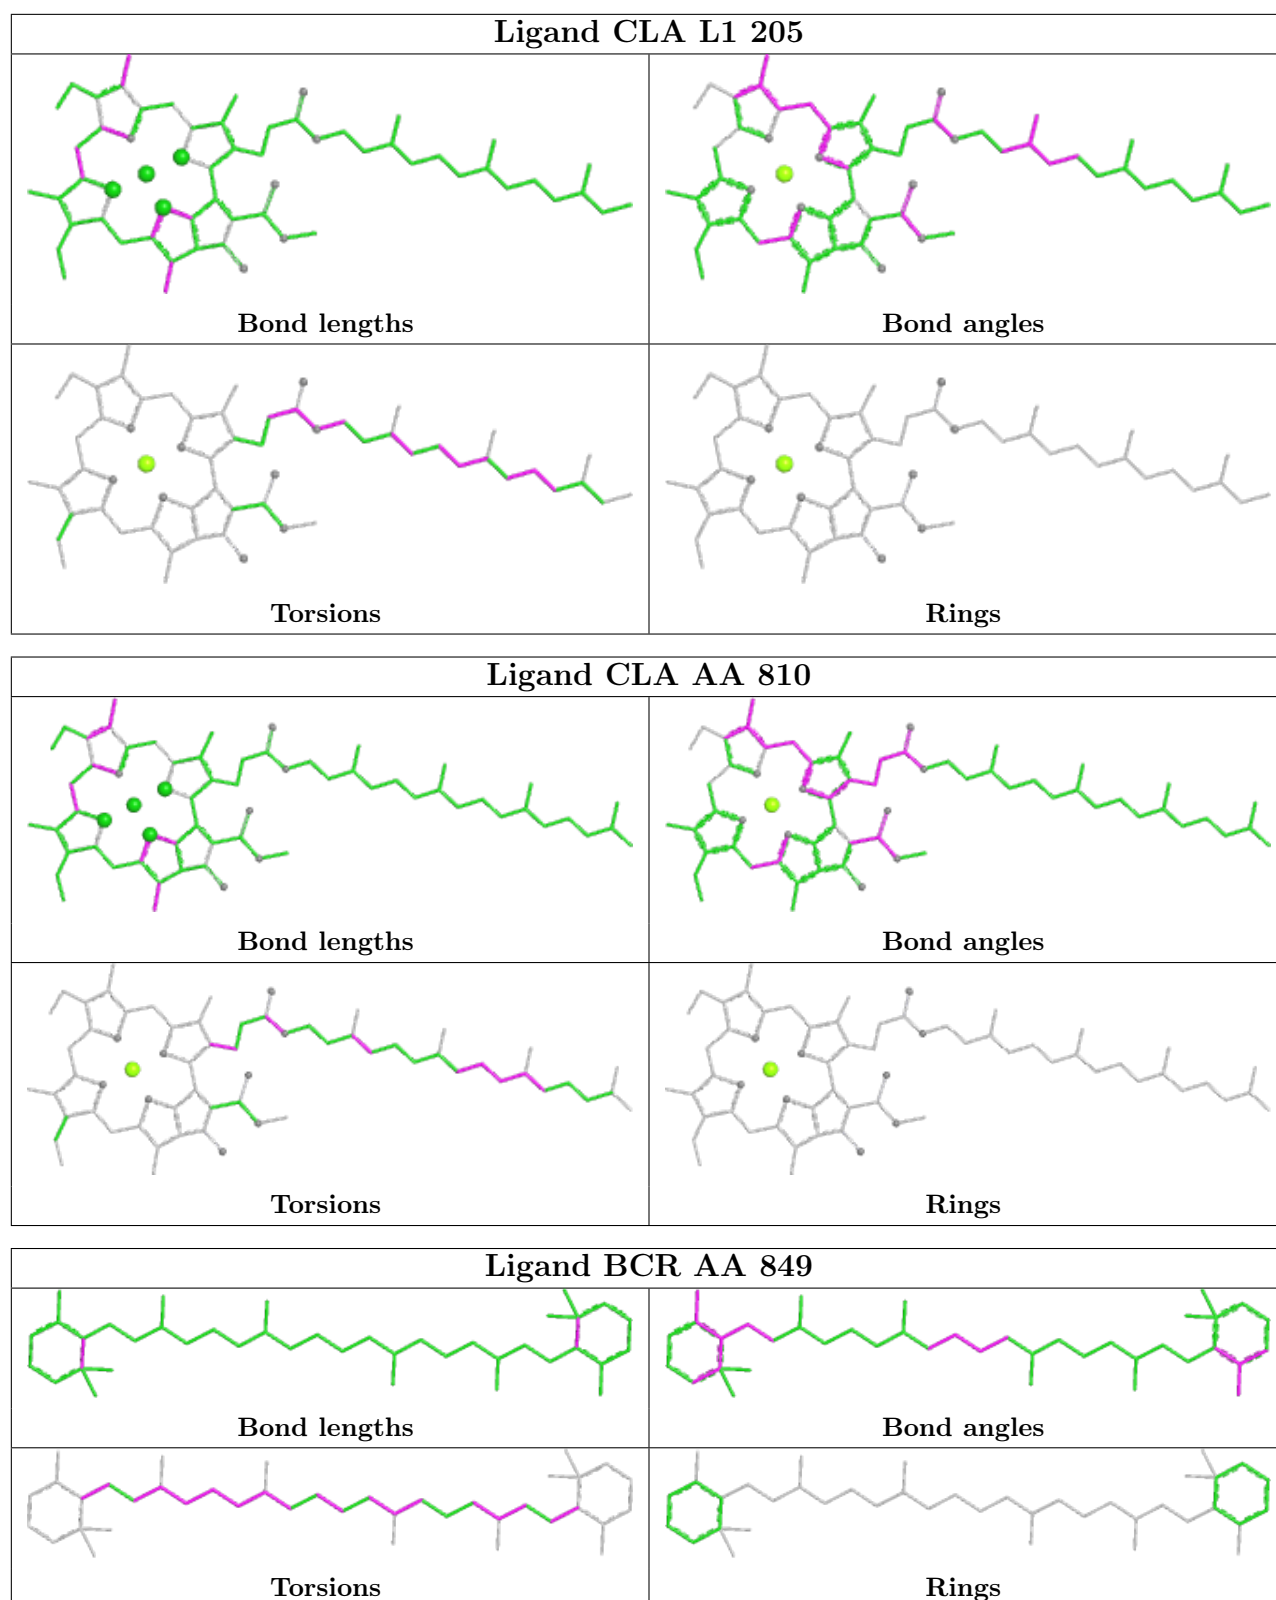 Ligand CLA L1 205
Bond lengths
Bond angles
Torsions
Rings
Ligand CLA AA 810
Bond lengths
Bond angles
Torsions
Rings
Ligand BCR AA 849
Bond lengths
Bond angles
Torsions
Rings